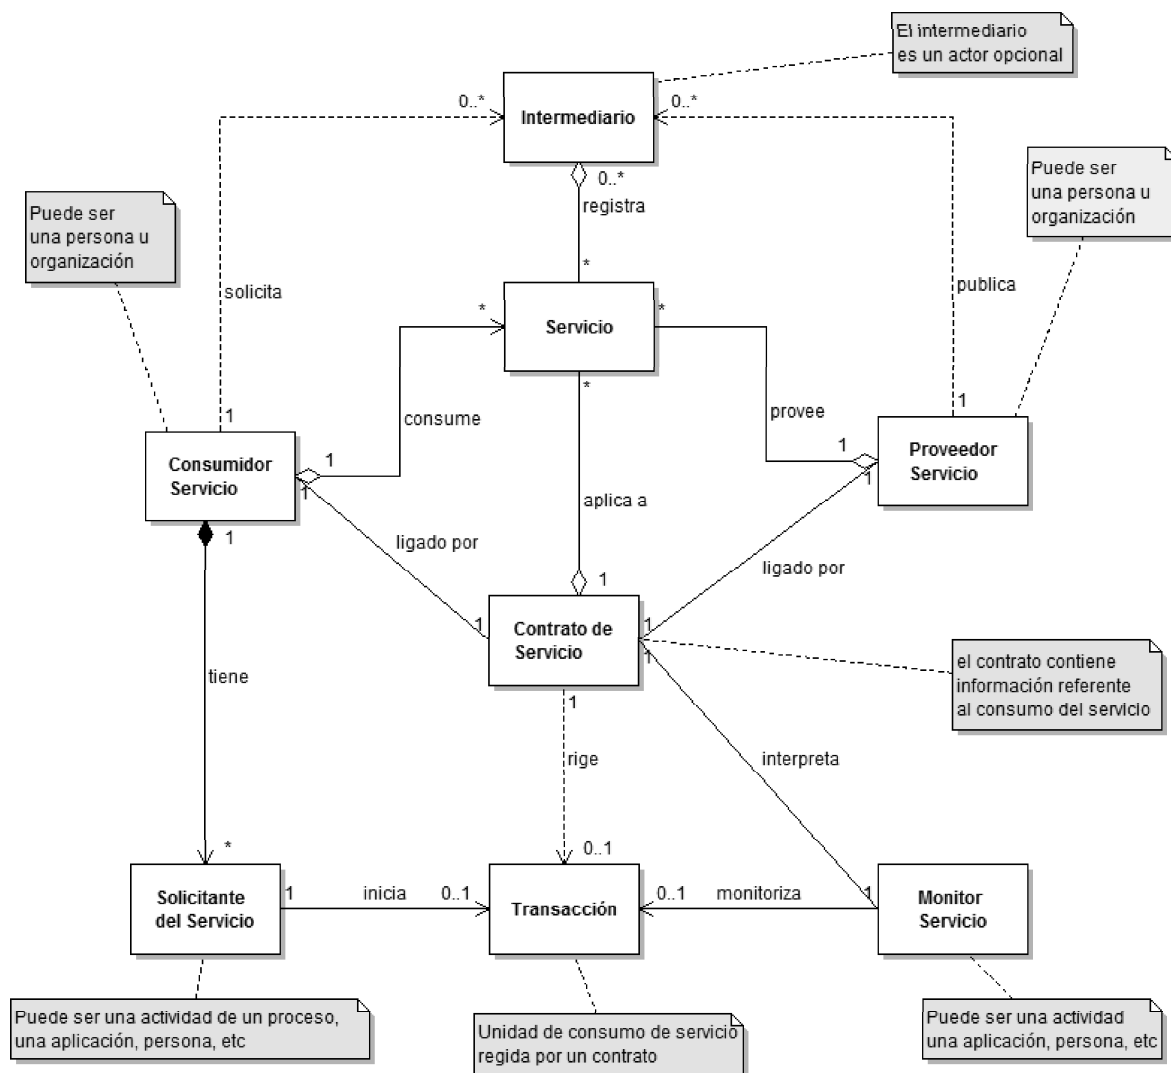 El intermediario
es un actor opcional
0..*
0..*
Intermediario
0..*
registra
Puede ser
una persona u
organización
Puede ser
una persona u
organización
solicita
publica
*
*
Servicio
*
*
consume
provee
1
1
Consumidor
Servicio
1
1
1
1
Proveedor
Servicio
1
aplica a
ligado por
ligado por
1
1
1
Contrato de
Servicio
1
1
el contrato contiene
información referente
al consumo del servicio
tiene
1
rige
interpreta
*
0..1
Solicitante
del Servicio
1
inicia
0..1
Transacción
0..1
monitoriza
1
Monitor
Servicio
Puede ser una actividad de un proceso,
una aplicación, persona, etc
Unidad de consumo de servicio
regida por un contrato
Puede ser una actividad
una aplicación, persona, etc